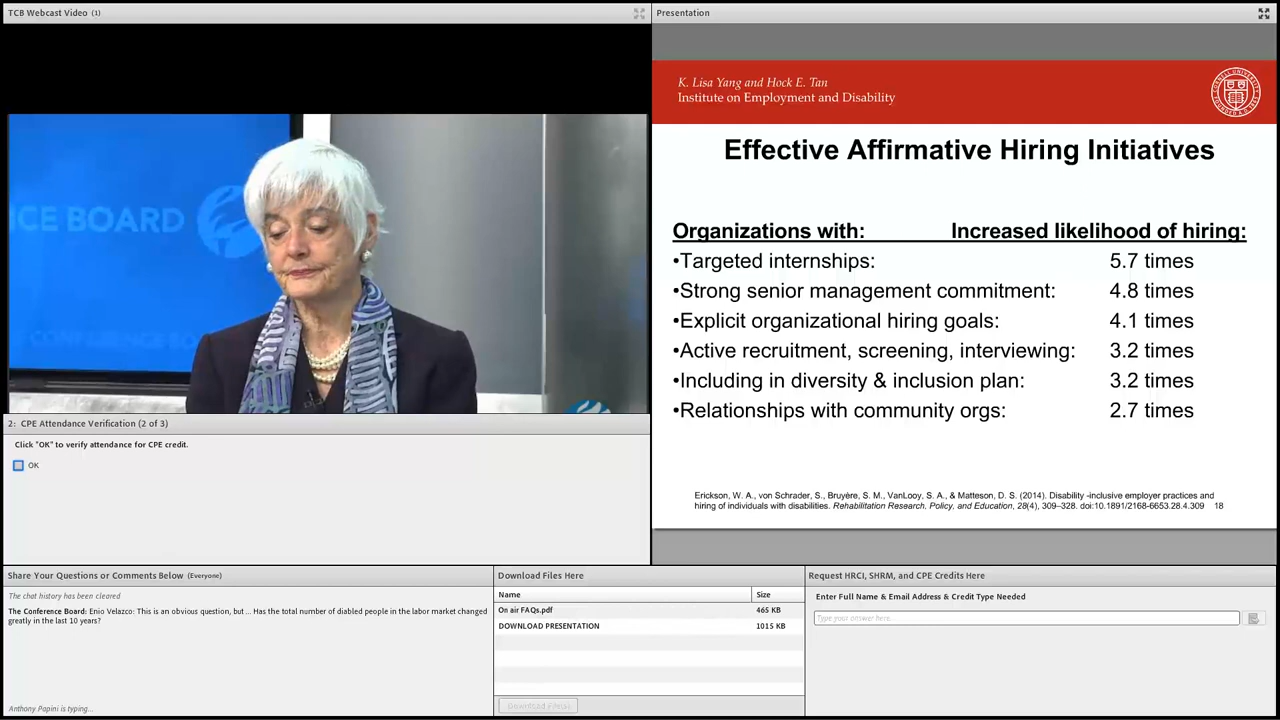 TCB Webcast Video (1)
CE BOARD
2: CPE Attendance Verification (2 of 3)
Click "OK" to verify attendance for CPE credit.
OK
Presentation
K. Lisa Yang and Hock E. Tan
Institute on Employment and Disability
Effective Affirmative Hiring Initiatives
Organizations with: Increased likelihood of hiring:
•Targeted internships: 5.7 times
•Strong senior management commitment: 4.8 times
•Explicit organizational hiring goals: 4.1 times
•Active recruitment, screening, interviewing: 3.2 times
•Including in diversity & inclusion plan: 3.2 times
•Relationships with community orgs: 2.7 times
Erickson, W. A., von Schrader, S., Bruyère, S. M., VanLooy, S. A., & Matteson, D. S. (2014). Disability -inclusive employer practices and
hiring of individuals with disabilities. Rehabilitation Research, Policy, and Education, 28(4), 309–328. doi:10.1891/2168-6653.28.4.309 18
Share Your Questions or Comments Below (Everyone)
The chat history has been cleared
The Conference Board: Enio Velazco: This is an obvious question, but ... Has the total number of diabled people in the labor market changed
greatly in the last 10 years?
Anthony Papini is typing...
Download Files Here
Name Size
On air FAQs.pdf 465 KB
DOWNLOAD PRESENTATION 1015 KB
Download File(s)
Request HRCI, SHRM, and CPE Credits Here
Enter Full Name & Email Address & Credit Type Needed
Type your answer here...